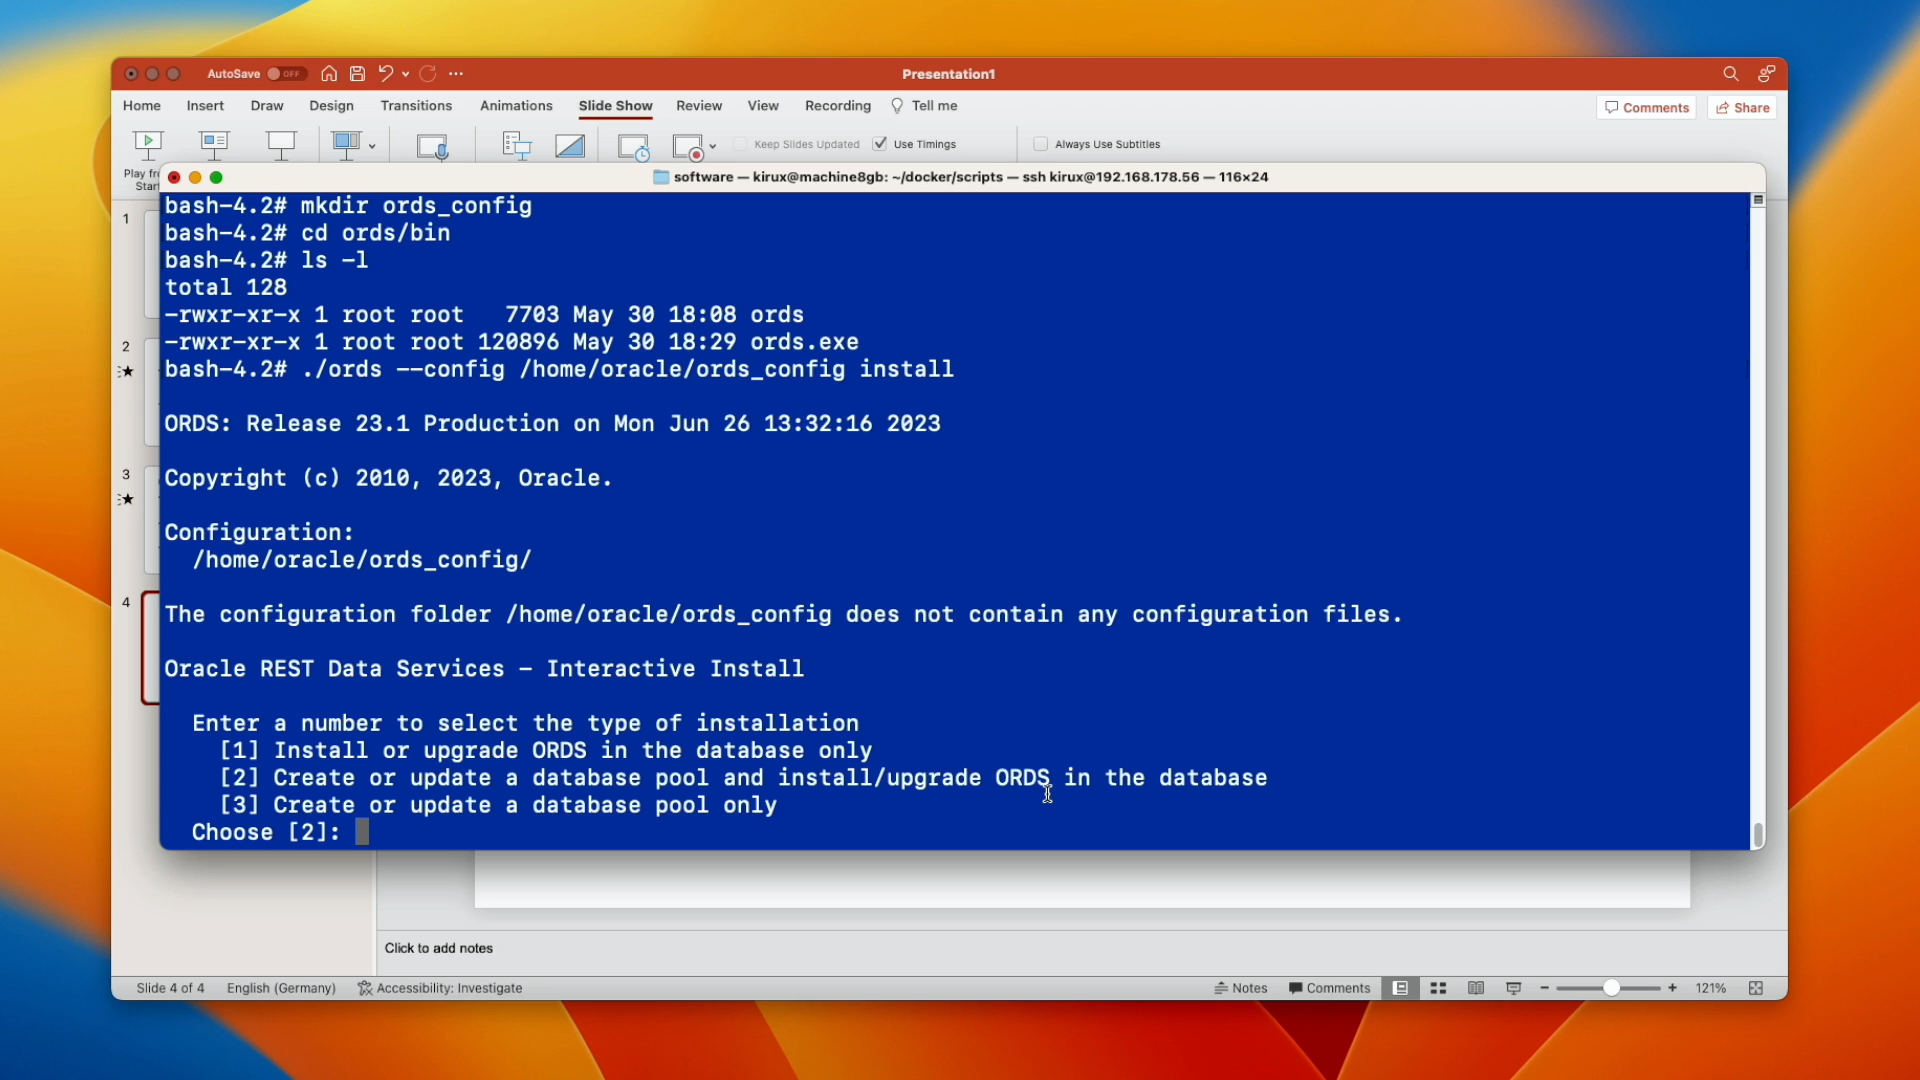 AutoSave OFF
Presentation1
Home Insert Draw Design Transitions Animations Slide Show Review View Recording Tell me
Comments Share
Keep Slides Updated Use Timings Always Use Subtitles
Play
Start
software — kirux@machine8gb: ~/docker/scripts — ssh kirux@192.168.178.56 — 116×24
bash-4.2# mkdir ords_config
bash-4.2# cd ords/bin
bash-4.2# ls -l
total 128
-rwxr-xr-x 1 root root   7703 May 30 18:08 ords
-rwxr-xr-x 1 root root 120896 May 30 18:29 ords.exe
bash-4.2# ./ords --config /home/oracle/ords_config install
ORDS: Release 23.1 Production on Mon Jun 26 13:32:16 2023
Copyright (c) 2010, 2023, Oracle.
Configuration:
/home/oracle/ords_config/
The configuration folder /home/oracle/ords_config does not contain any configuration files.
Oracle REST Data Services - Interactive Install
Enter a number to select the type of installation
[1] Install or upgrade ORDS in the database only
[2] Create or update a database pool and install/upgrade ORDS in the database
[3] Create or update a database pool only
Choose [2]:
1
2
3
4
Click to add notes
Slide 4 of 4 English (Germany) Accessibility: Investigate
Notes Comments 121%